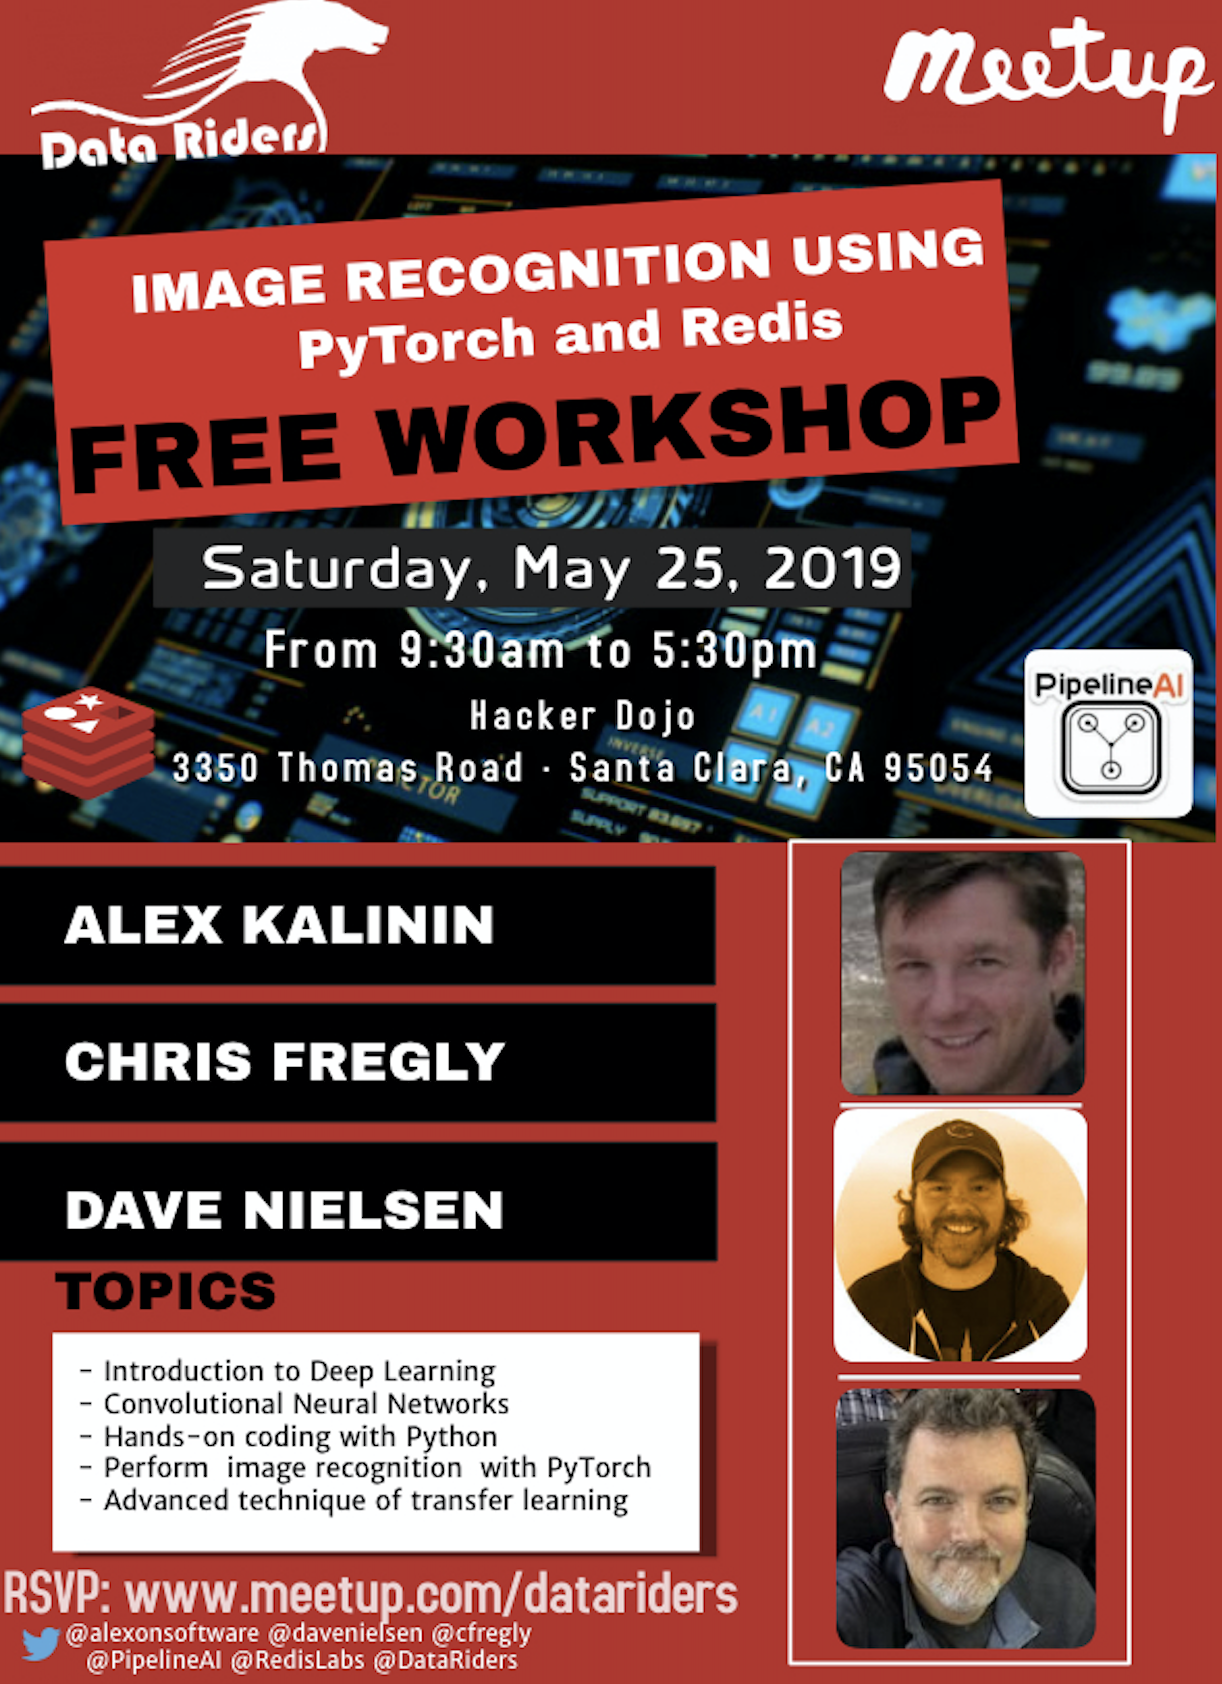 Data Riders
meetup
IMAGE RECOGNITION USING
PyTorch and Redis
FREE WORKSHOP
Saturday, May 25, 2019
From 9:30am to 5:30pm
Hacker Dojo
3350 Thomas Road · Santa Clara, CA 95054
PipelineAI
ALEX KALININ
CHRIS FREGLY
DAVE NIELSEN
TOPICS
- Introduction to Deep Learning
- Convolutional Neural Networks
- Hands-on coding with Python
- Perform image recognition with PyTorch
- Advanced technique of transfer learning
RSVP: www.meetup.com/datariders
@alexonsoftware @davenielsen @cfregly
@PipelineAI @RedisLabs @DataRiders